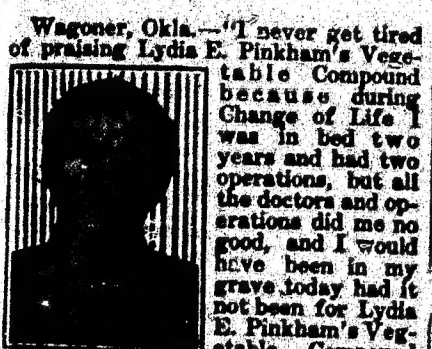 Wagoner, Okla.—"I never get tired
of praising Lydia E. Pinkham's Vege-
table Compound
because during
Change of Life I
was in bed two
years and had two
operations, but all
the doctors and op-
erations did me no
good, and I would
have been in my
grave today had it
not been for Lydia
E. Pinkham's Veg-
etable Compound